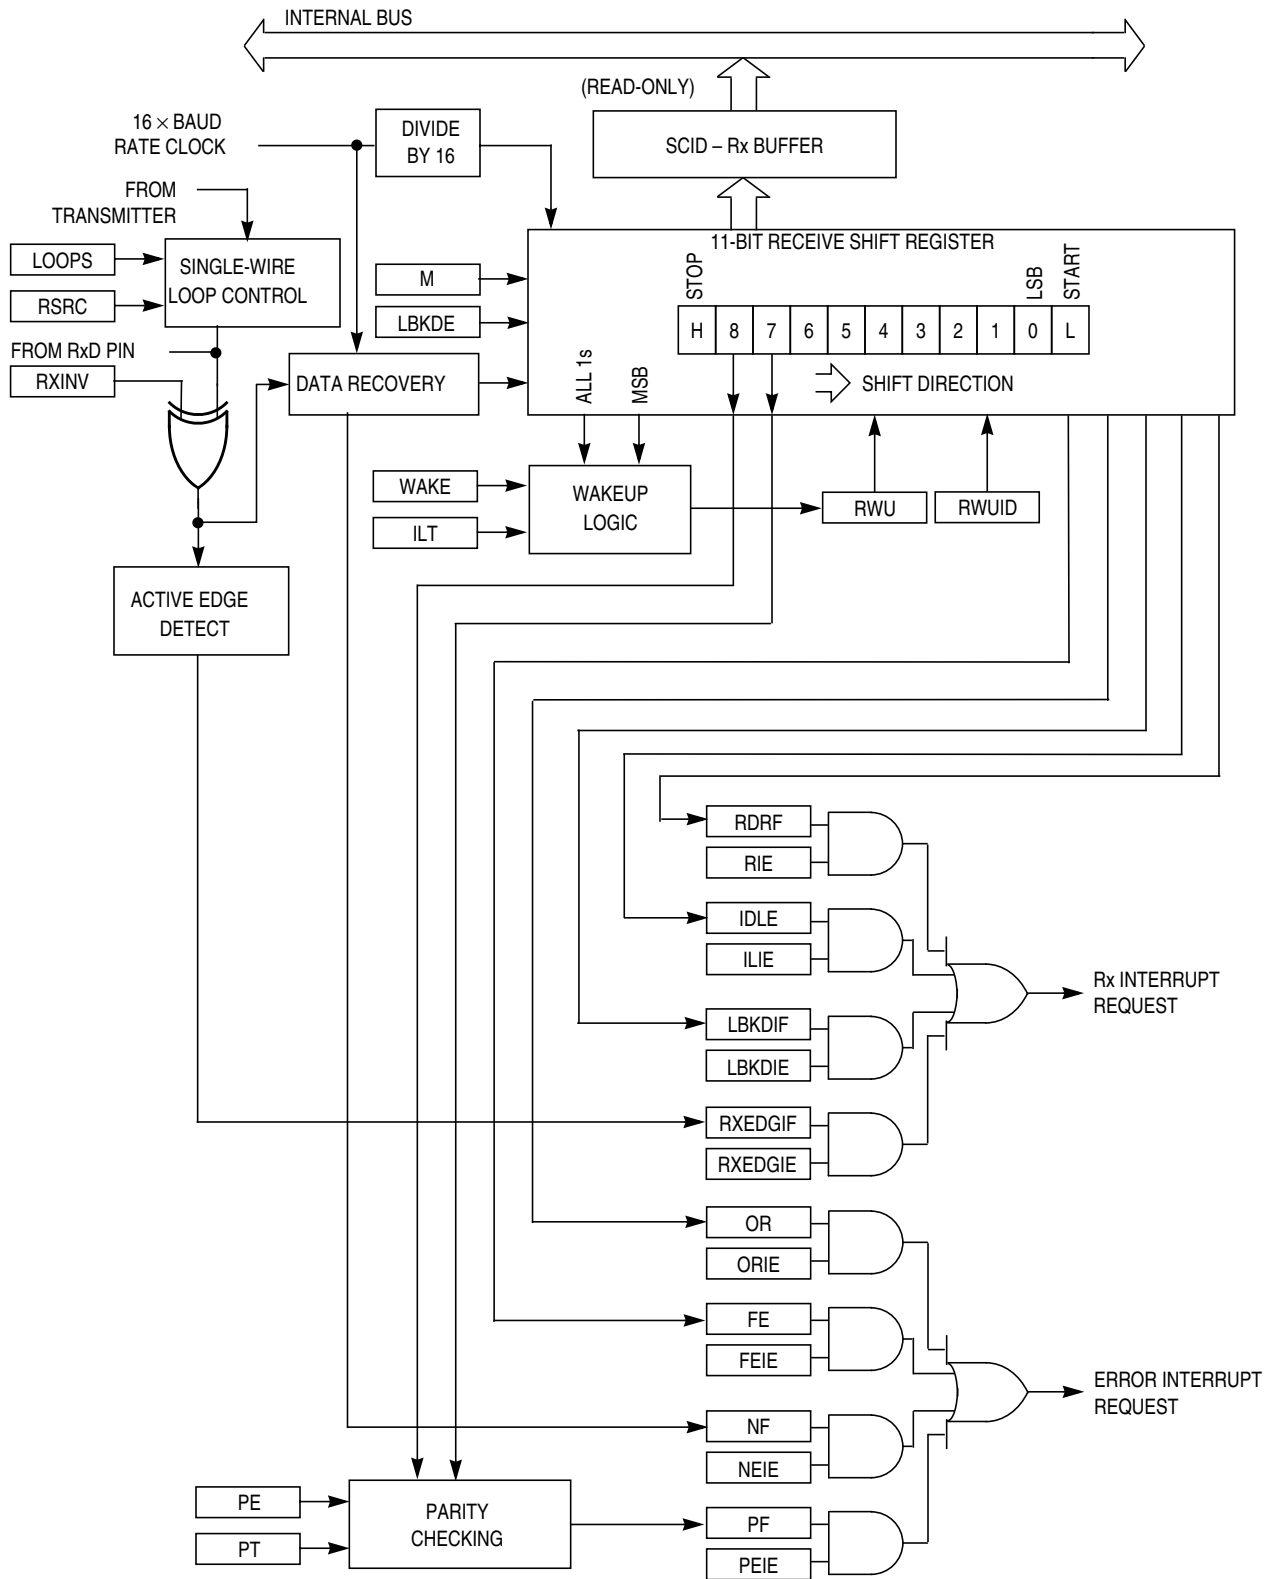 INTERNAL BUS
(READ-ONLY)
16 × BAUD
RATE CLOCK
DIVIDE
BY 16
SCID – Rx BUFFER
FROM
TRANSMITTER
11-BIT RECEIVE SHIFT REGISTER
LOOPS
RSRC
SINGLE-WIRE
LOOP CONTROL
M
LBKDE
STOP
LSB
START
H 8 7 6 5 4 3 2 1 0 L
FROM RxD PIN
RXINV
DATA RECOVERY
ALL 1s
MSB
SHIFT DIRECTION
WAKE
ILT
WAKEUP
LOGIC
RWU
RWUID
ACTIVE EDGE
DETECT
RDRF
RIE
IDLE
ILIE
Rx INTERRUPT
REQUEST
LBKDIF
LBKDIE
RXEDGIF
RXEDGIE
OR
ORIE
FE
FEIE
ERROR INTERRUPT
REQUEST
NF
NEIE
PE
PT
PARITY
CHECKING
PF
PEIE